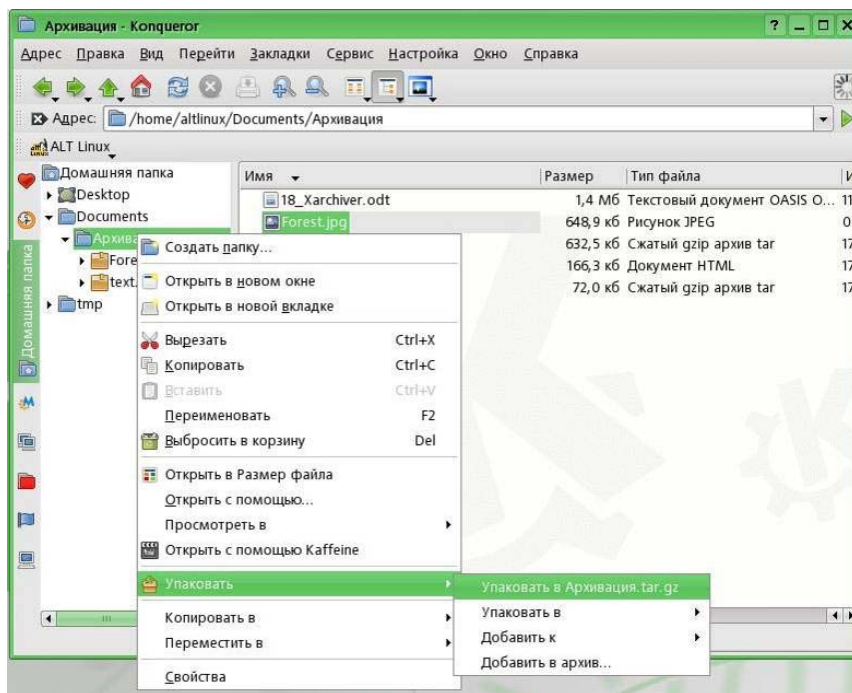 Архивация - Konqueror
Адрес Правка Вид Перейти Закладки Сервис Настройка Окно Справка
Адрес: /home/altlinux/Documents/Архивация
ALT Linux
Домашняя папка
Домашняя папка
Desktop
Documents
tmp
Имя Размер Тип файла
18_Xarchiver.odt 1,4 Мб Текстовый документ OASIS O... 11
Forest.jpg 648,9 кб Рисунок JPEG 0
632,5 кб Сжатый gzip архив tar 17
166,3 кб Документ HTML 17
72,0 кб Сжатый gzip архив tar 17
Создать папку...
Открыть в новом окне
Открыть в новой вкладке
Вырезать Ctrl+X
Копировать Ctrl+C
Вставить Ctrl+V
Переименовать F2
Выбросить в корзину Del
Открыть в Размер файла
Открыть с помощью...
Просмотреть в
Открыть с помощью Kaffeine
Упаковать
Копировать в
Переместить в
Свойства
Упаковать в Архивация.tar.gz
Упаковать в
Добавить к
Добавить в архив...